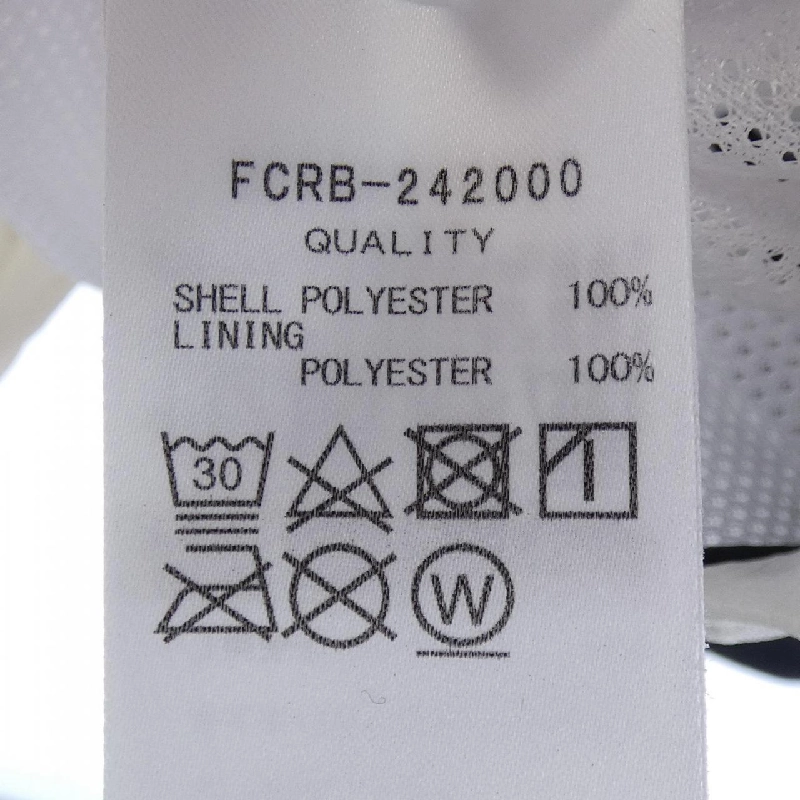 FCRB-242000
QUALITY
SHELL POLYESTER 100%
LINING
POLYESTER 100%
30
W